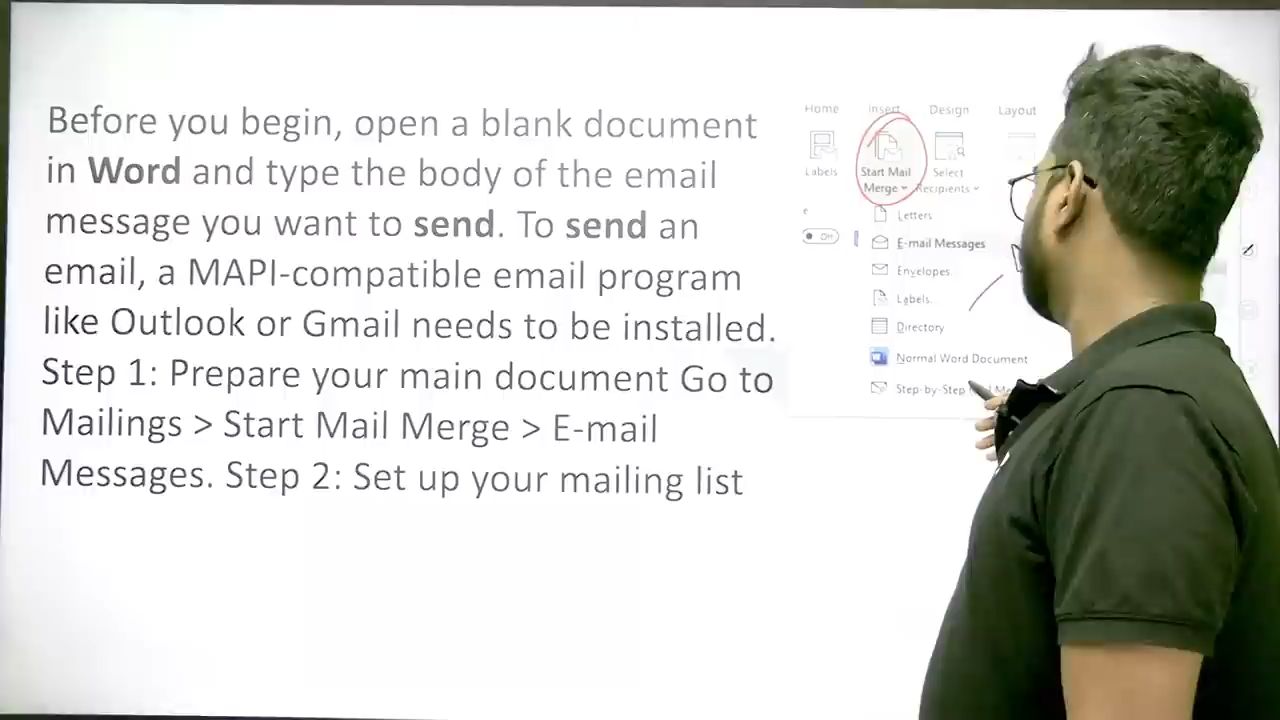 Before you begin, open a blank document
in Word and type the body of the email
message you want to send. To send an
email, a MAPI-compatible email program
like Outlook or Gmail needs to be installed.
Step 1: Prepare your main document Go to
Mailings > Start Mail Merge > E-mail
Messages. Step 2: Set up your mailing list
Home Insert Design Layout
Labels Start Mail Merge Select Recipients
e
Off
Letters
E-mail Messages
Envelopes
Labels...
Directory
Normal Word Document
Step-by-Step